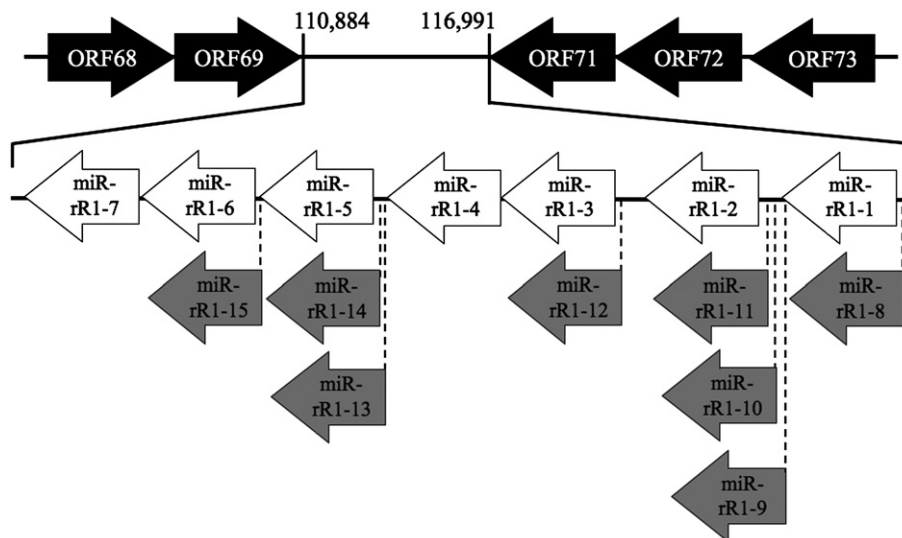 110,884 116,991
ORF68 ORF69 ORF71 ORF72 ORF73
miR- miR- miR- miR- miR- miR- miR-
rR1-7 rR1-6 rR1-5 rR1-4 rR1-3 rR1-2 rR1-1
miR- miR- miR- miR- miR-
rR1-15 rR1-14 rR1-12 rR1-11 rR1-8
miR- miR-
rR1-13 rR1-10
miR-
rR1-9